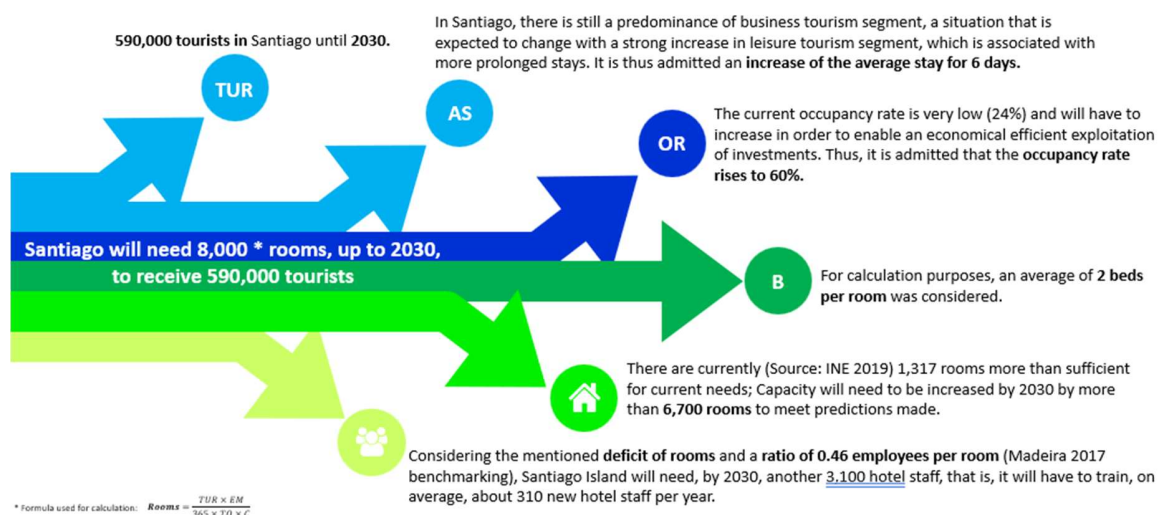 590,000 tourists in Santiago until 2030.
In Santiago, there is still a predominance of business tourism segment, a situation that is
expected to change with a strong increase in leisure tourism segment, which is associated with
more prolonged stays. It is thus admitted an increase of the average stay for 6 days.
TUR
AS
OR
The current occupancy rate is very low (24%) and will have to
increase in order to enable an economical efficient exploitation
of investments. Thus, it is admitted that the occupancy rate
rises to 60%.
Santiago will need 8,000 * rooms, up to 2030,
to receive 590,000 tourists
B
For calculation purposes, an average of 2 beds
per room was considered.
There are currently (Source: INE 2019) 1,317 rooms more than sufficient
for current needs; Capacity will need to be increased by 2030 by more
than 6,700 rooms to meet predictions made.
Considering the mentioned deficit of rooms and a ratio of 0.46 employees per room (Madeira 2017
benchmarking), Santiago Island will need, by 2030, another 3,100 hotel staff, that is, it will have to train, on
average, about 310 new hotel staff per year.
* Formula used for calculation: Rooms = TUR × EM
365 × TO × C